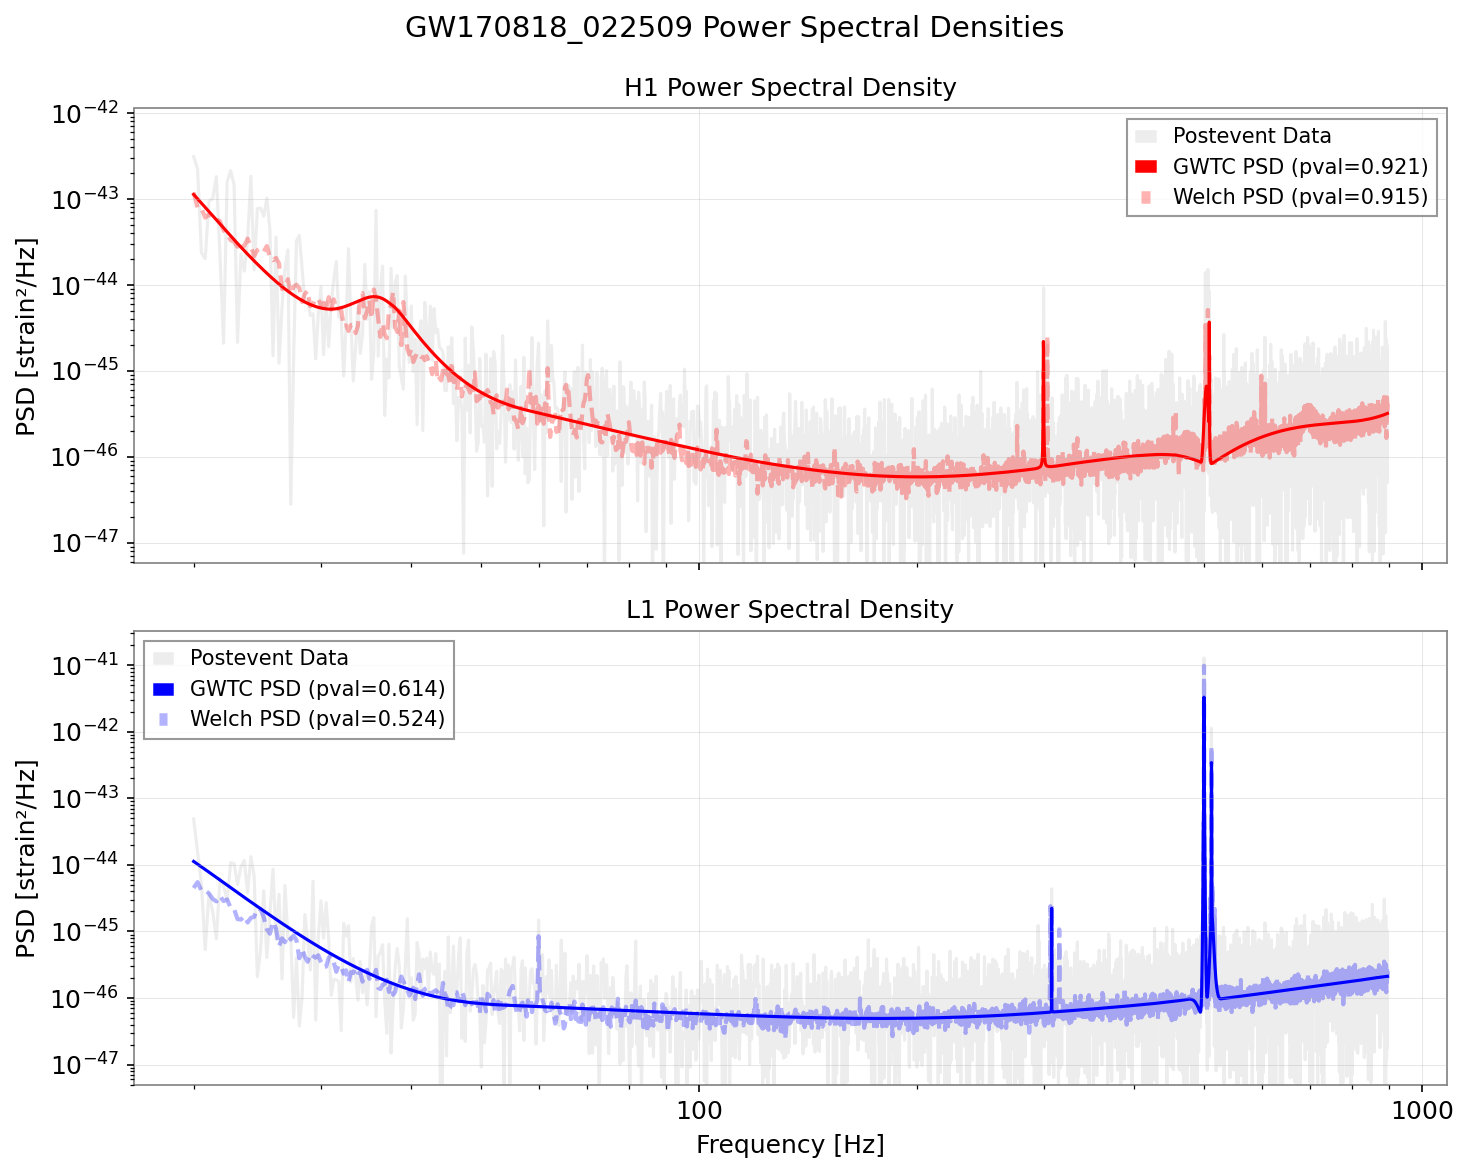 GW170818_022509 Power Spectral Densities
H1 Power Spectral Density
10⁻⁴²
10⁻⁴³
10⁻⁴⁴
10⁻⁴⁵
10⁻⁴⁶
10⁻⁴⁷
PSD [strain²/Hz]
Postevent Data
GWTC PSD (pval=0.921)
Welch PSD (pval=0.915)
L1 Power Spectral Density
10⁻⁴¹
10⁻⁴²
10⁻⁴³
10⁻⁴⁴
10⁻⁴⁵
10⁻⁴⁶
10⁻⁴⁷
PSD [strain²/Hz]
Postevent Data
GWTC PSD (pval=0.614)
Welch PSD (pval=0.524)
100
1000
Frequency [Hz]